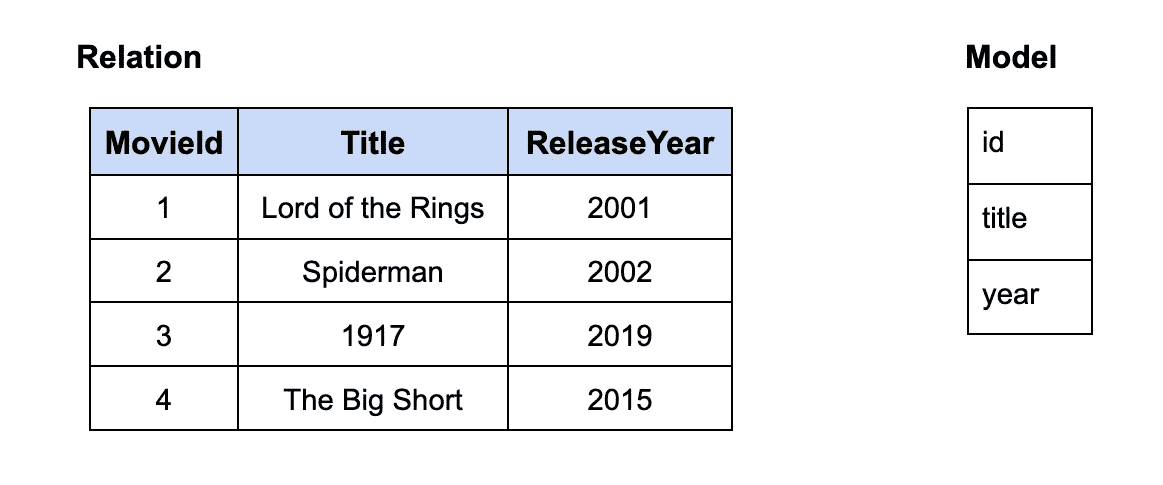 Relation
Model
MovieId Title ReleaseYear
1 Lord of the Rings 2001
2 Spiderman 2002
3 1917 2019
4 The Big Short 2015
id
title
year